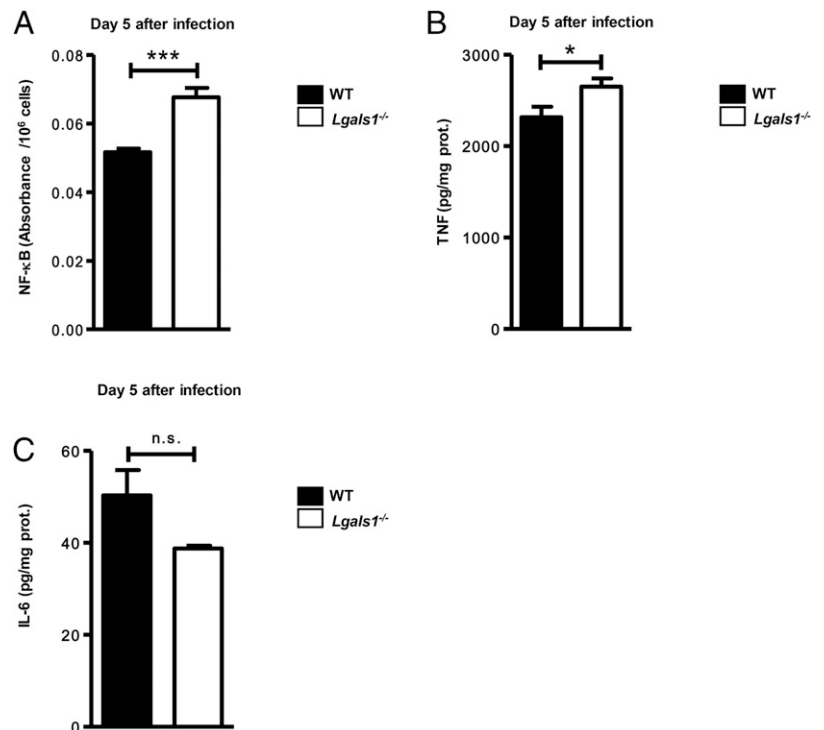 A
Day 5 after infection
***
0.08
0.06
0.04
0.02
0.00
NF-κB (Absorbance /10⁶ cells)
WT
Lgals1⁻/⁻
B
Day 5 after infection
*
3000
2000
1000
0
TNF (pg/mg prot.)
WT
Lgals1⁻/⁻
Day 5 after infection
C
n.s.
60
40
20
0
IL-6 (pg/mg prot.)
WT
Lgals1⁻/⁻